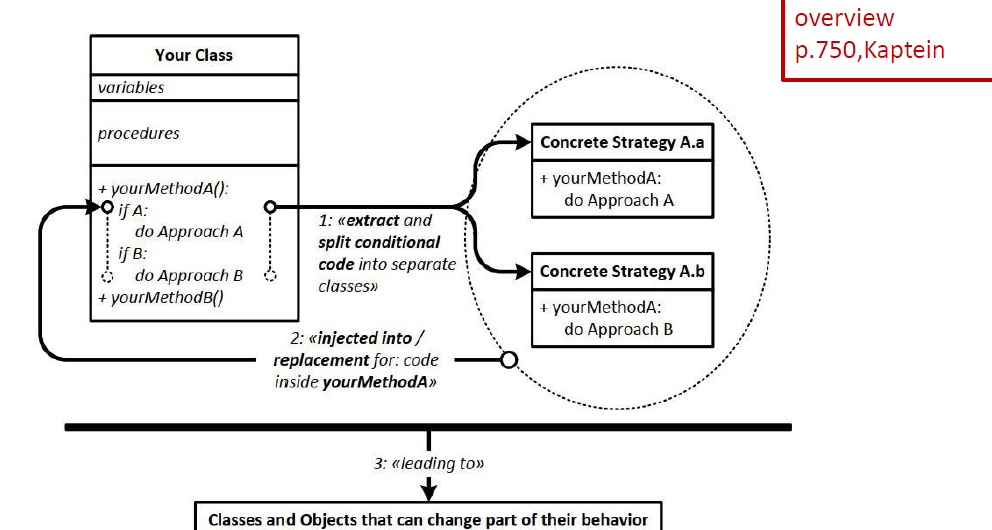 overview
p.750,Kaptein
Your Class
variables
procedures
+ yourMethodA():
if A:
do Approach A
if B:
do Approach B
+ yourMethodB()
1: «extract and
split conditional
code into separate
classes»
Concrete Strategy A.a
+ yourMethodA:
do Approach A
Concrete Strategy A.b
+ yourMethodA:
do Approach B
2: «injected into /
replacement for: code
inside yourMethodA»
3: «leading to»
Classes and Objects that can change part of their behavior